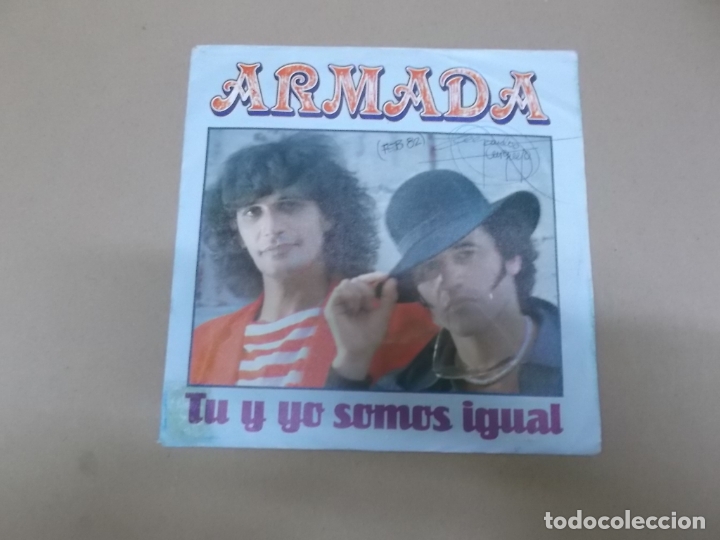 ARMADA
(FEB 82)
Tu y yo somos igual
todocoleccion